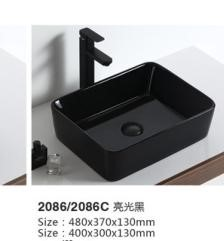 2086/2086C 亮光黑
Size : 480x370x130mm
Size : 400x300x130mm